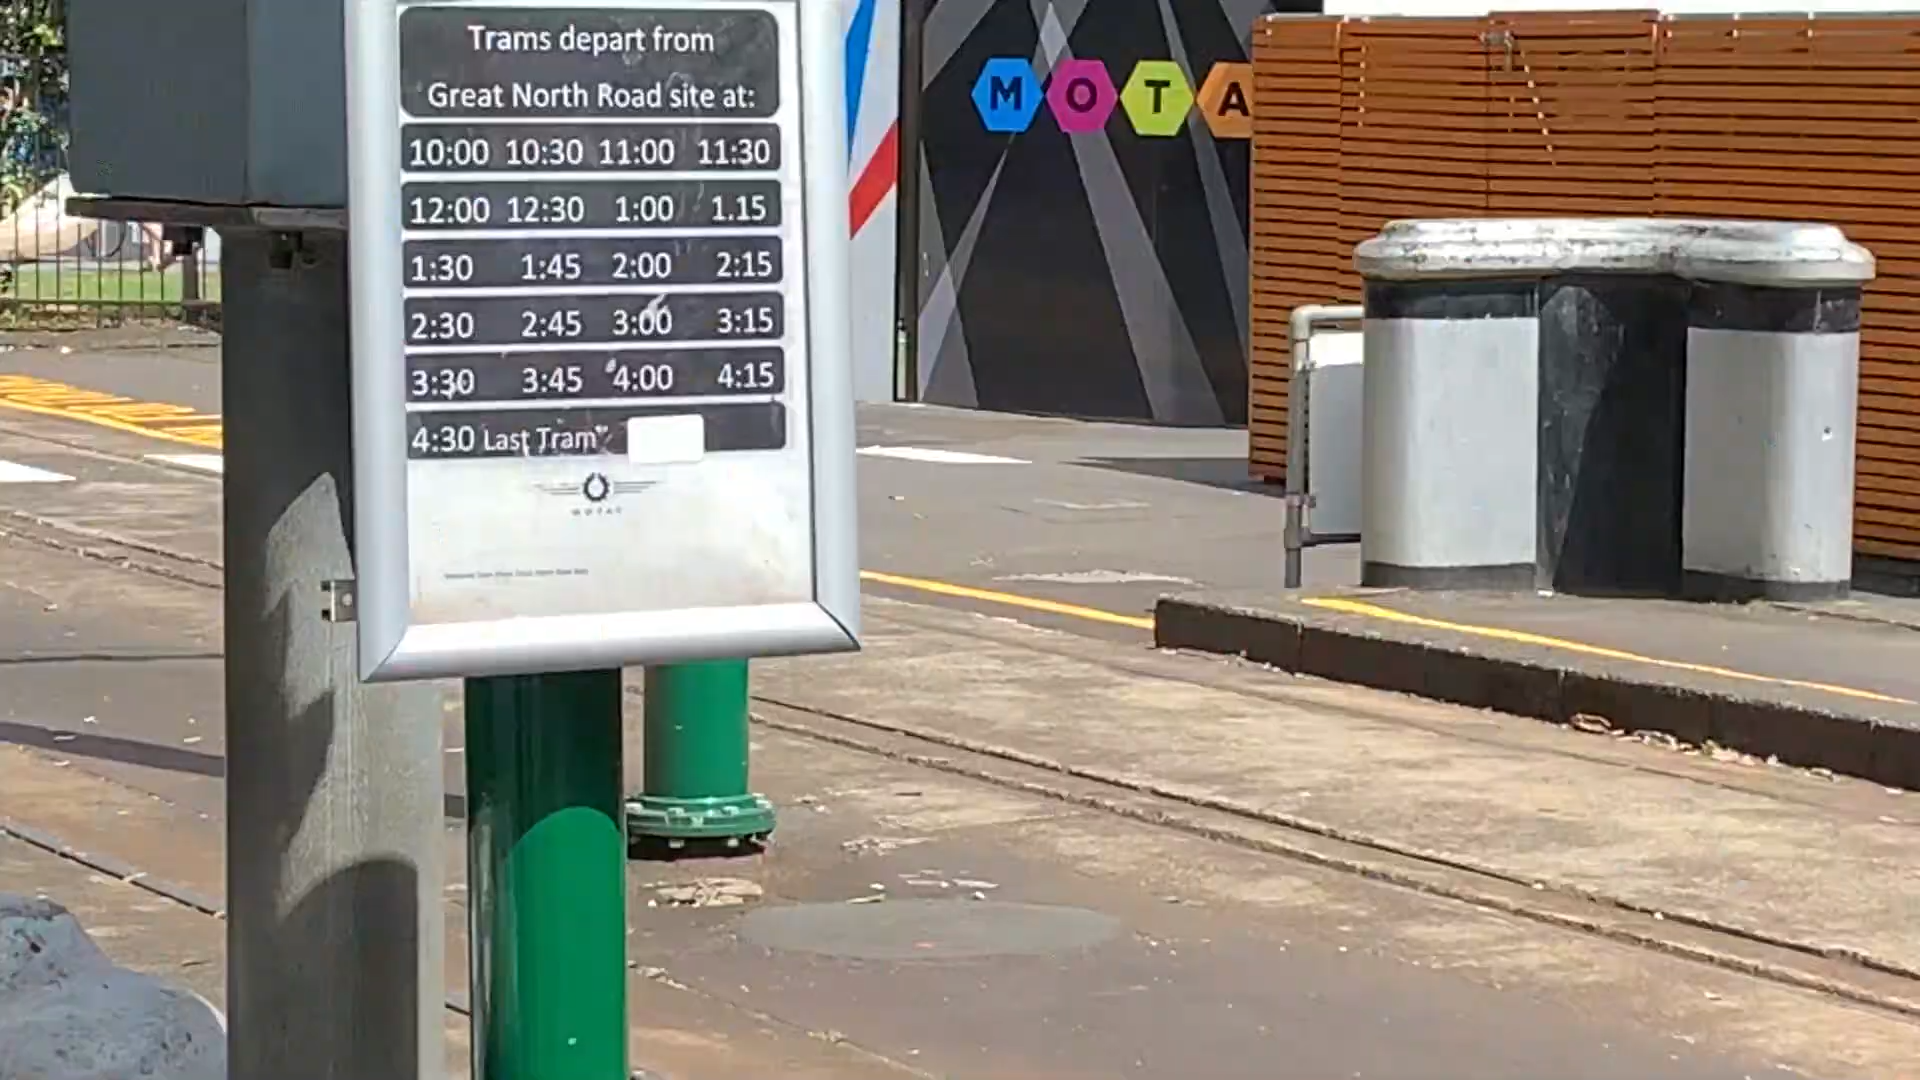 Trams depart from
Great North Road site at:
10:00 10:30 11:00 11:30
12:00 12:30 1:00 1.15
1:30 1:45 2:00 2:15
2:30 2:45 3:00 3:15
3:30 3:45 4:00 4:15
4:30 Last Tram
MOTAT
MOTA